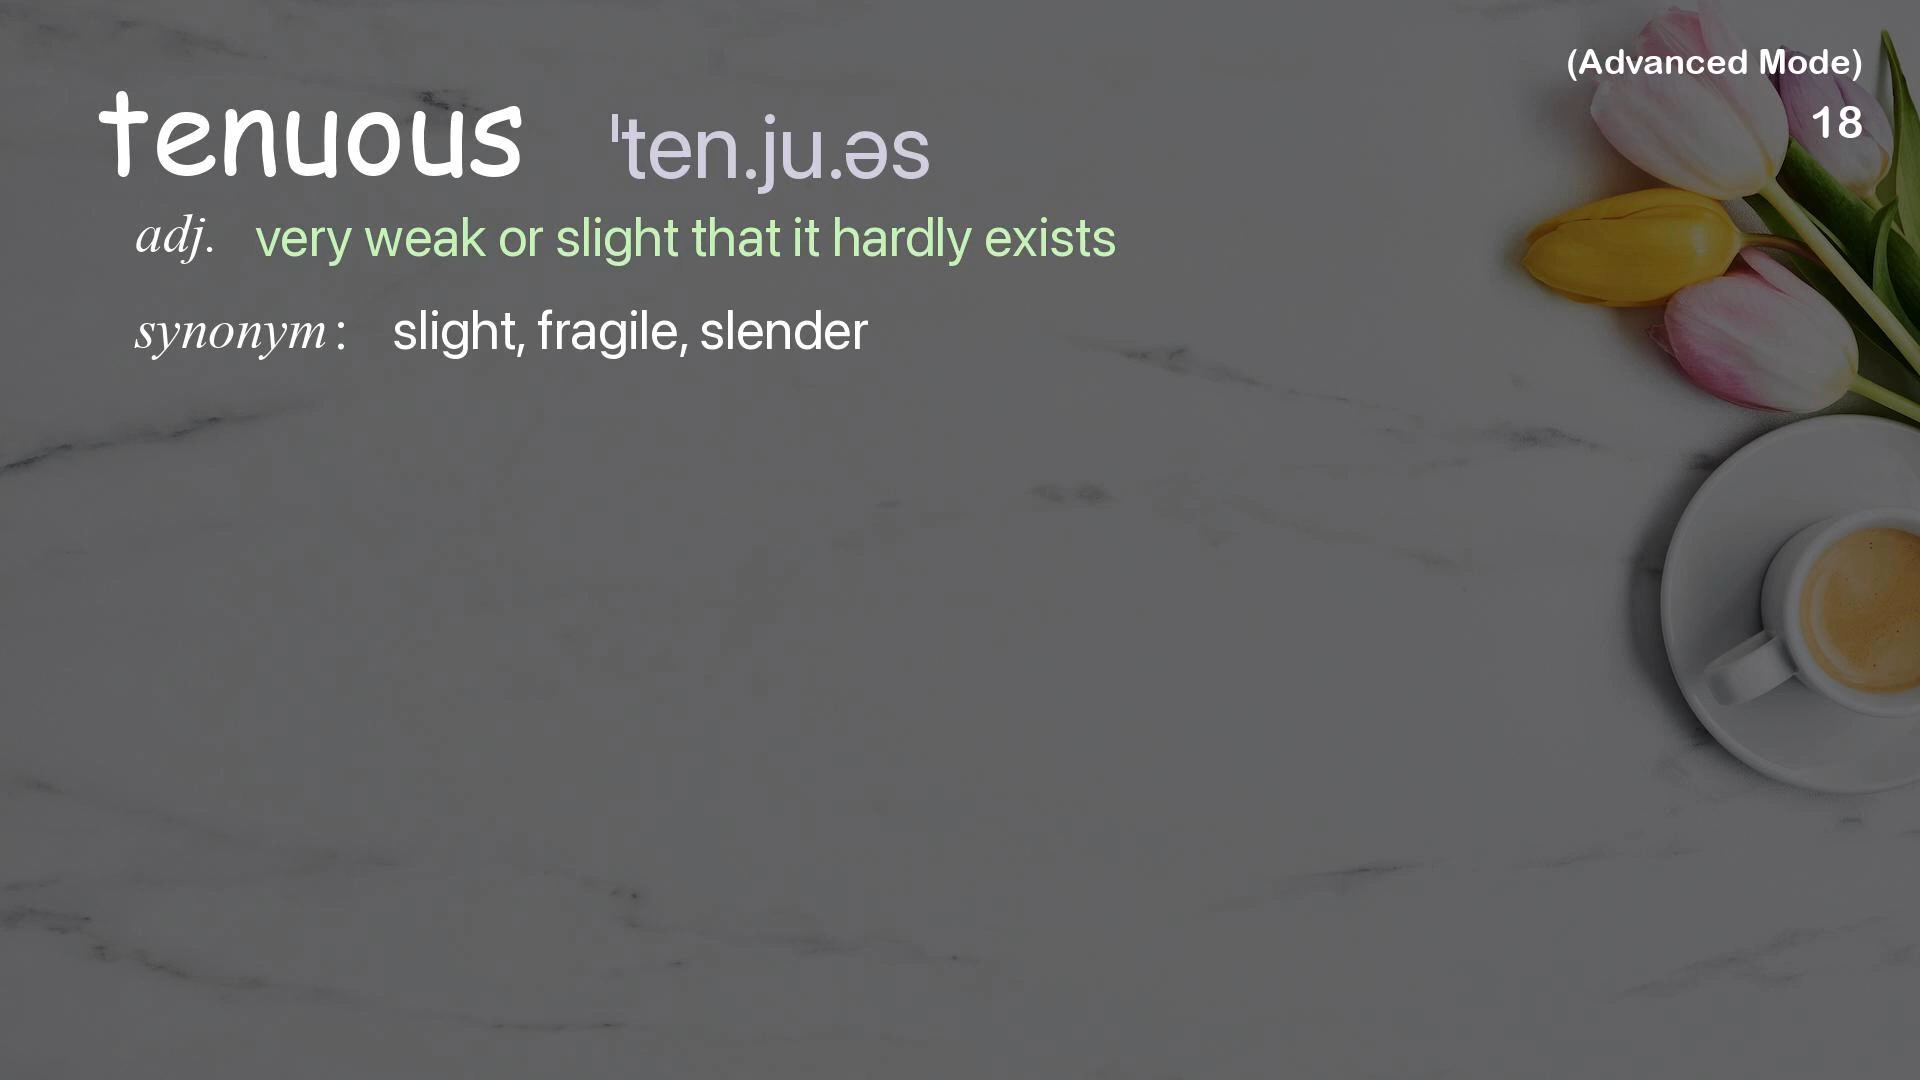 (Advanced Mode)
18
tenuous ˈten.ju.əs
adj. very weak or slight that it hardly exists
synonym: slight, fragile, slender